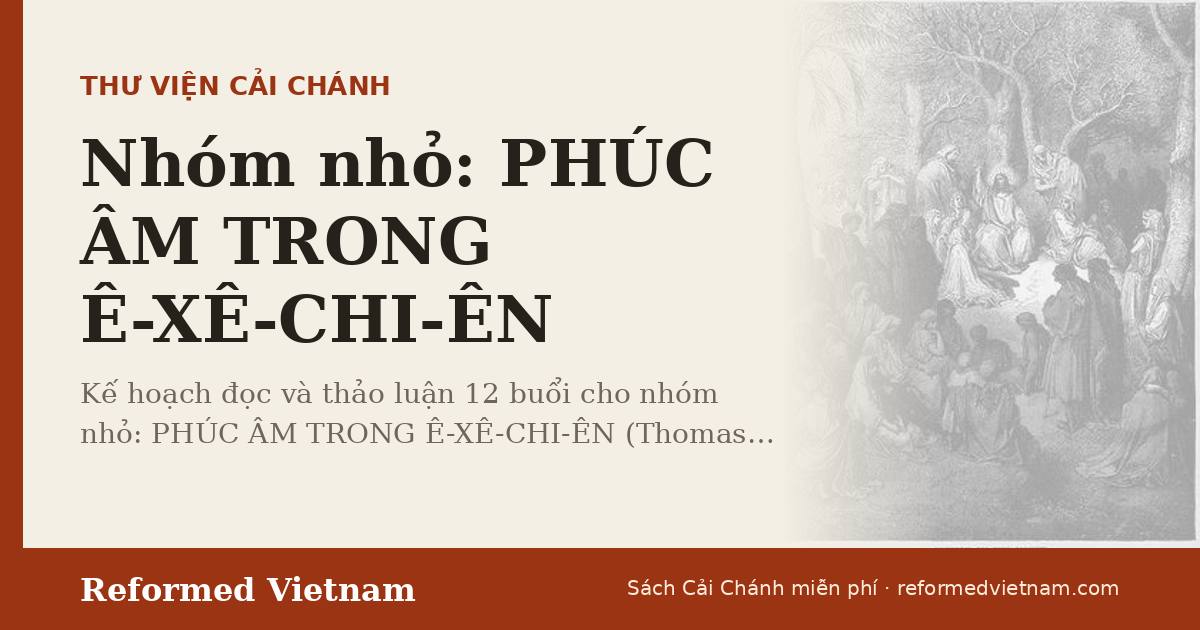 THƯ VIỆN CẢI CHÁNH
Nhóm nhỏ: PHÚC
ÂM TRONG
Ê-XÊ-CHI-ÊN
Kế hoạch đọc và thảo luận 12 buổi cho nhóm
nhỏ: PHÚC ÂM TRONG Ê-XÊ-CHI-ÊN (Thomas…
Reformed Vietnam
Sách Cải Chánh miễn phí · reformedvietnam.com